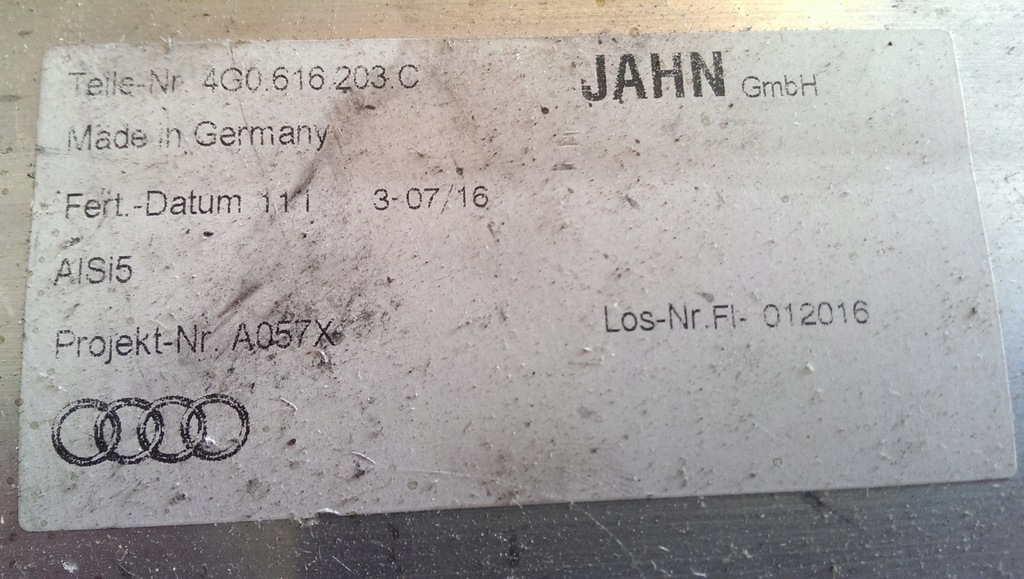 Teile-Nr. 4G0.616.203.C
JAHN GmbH
Made in Germany
Fert.-Datum 111 3-07/16
AlSi5
Projekt-Nr. A057X
Los-Nr.Fl- 012016